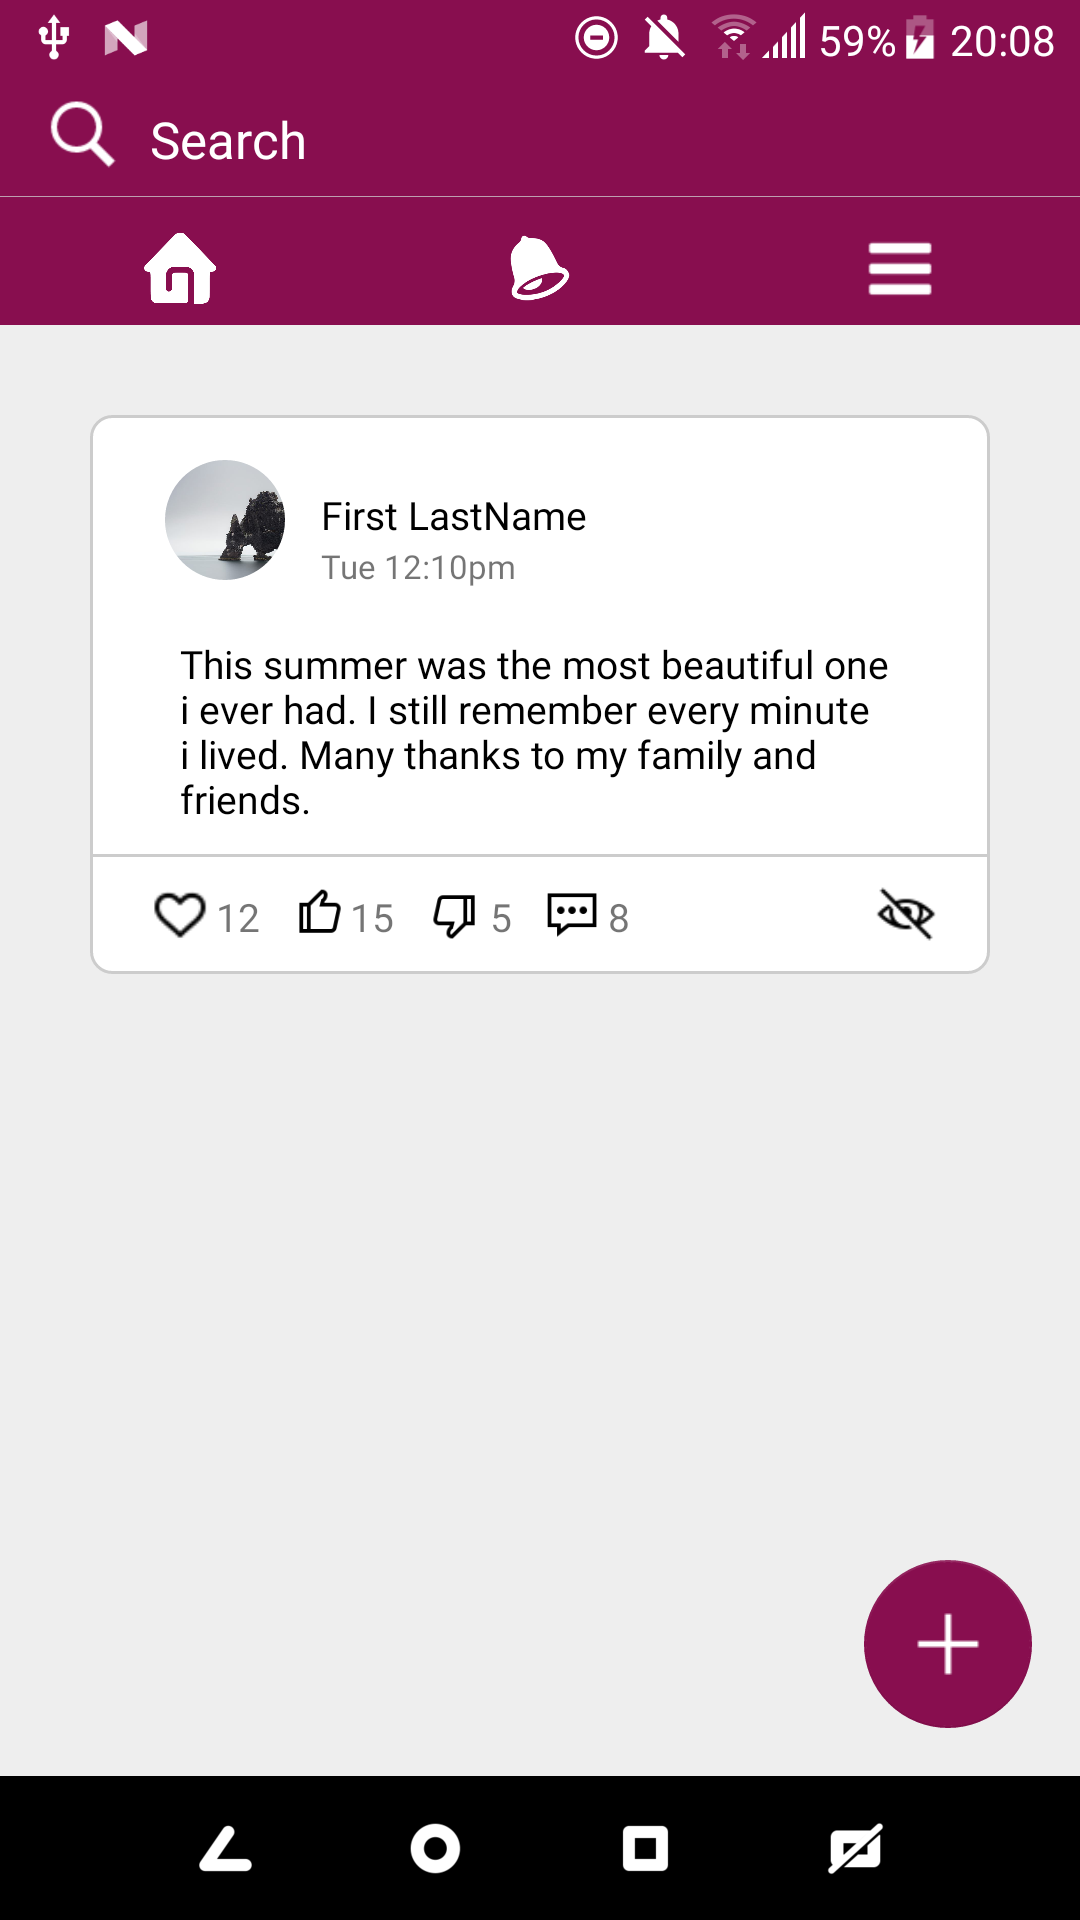 59% 20:08
Search
First LastName
Tue 12:10pm
This summer was the most beautiful one
i ever had. I still remember every minute
i lived. Many thanks to my family and
friends.
12 15 5 8